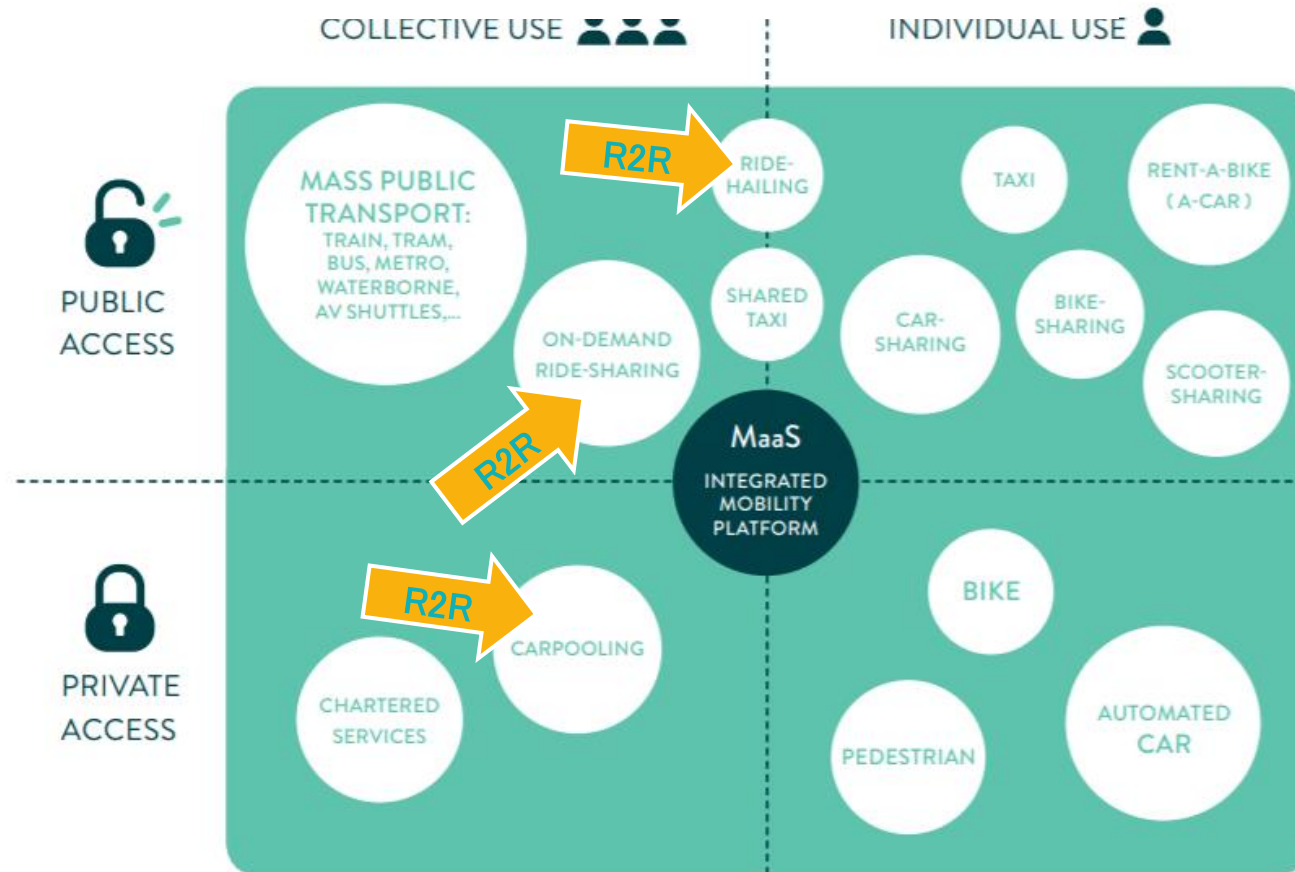 COLLECTIVE USE
INDIVIDUAL USE
PUBLIC
ACCESS
MASS PUBLIC
TRANSPORT:
TRAIN, TRAM,
BUS, METRO,
WATERBORNE,
AV SHUTTLES,...
R2R
RIDE-
HAILING
TAXI
RENT-A-BIKE
(A-CAR)
ON-DEMAND
RIDE-SHARING
SHARED
TAXI
CAR-
SHARING
BIKE-
SHARING
SCOOTER-
SHARING
R2R
MaaS
INTEGRATED
MOBILITY
PLATFORM
PRIVATE
ACCESS
R2R
CARPOOLING
CHARTERED
SERVICES
BIKE
PEDESTRIAN
AUTOMATED
CAR